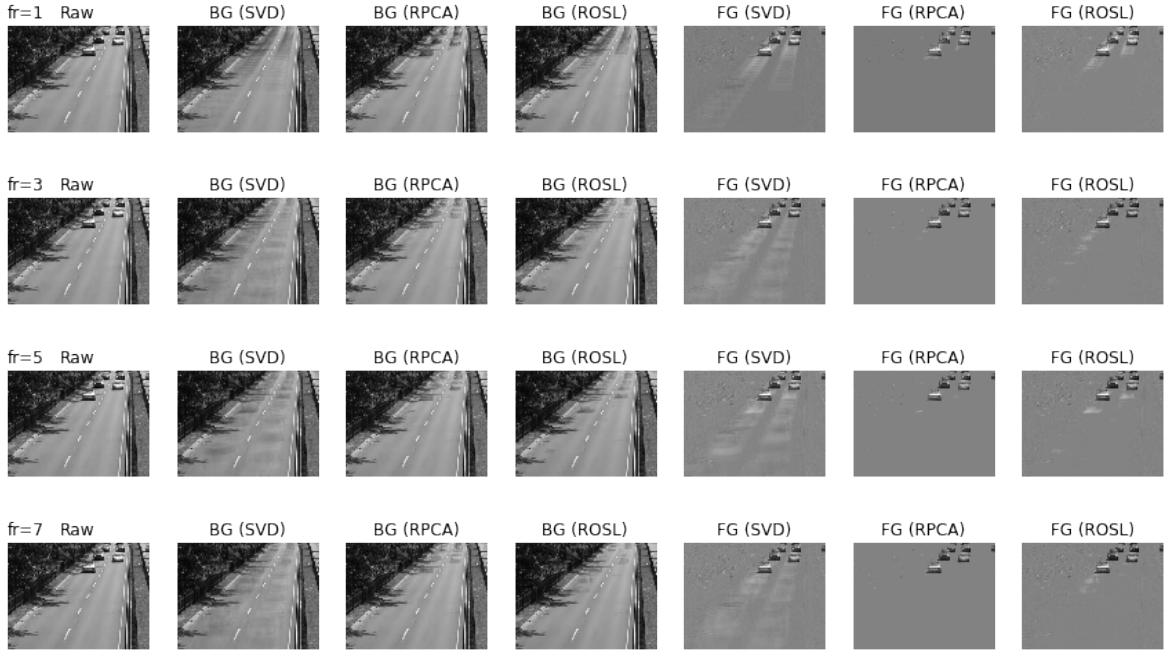 fr=1 Raw BG (SVD) BG (RPCA) BG (ROSL) FG (SVD) FG (RPCA) FG (ROSL)
fr=3 Raw BG (SVD) BG (RPCA) BG (ROSL) FG (SVD) FG (RPCA) FG (ROSL)
fr=5 Raw BG (SVD) BG (RPCA) BG (ROSL) FG (SVD) FG (RPCA) FG (ROSL)
fr=7 Raw BG (SVD) BG (RPCA) BG (ROSL) FG (SVD) FG (RPCA) FG (ROSL)